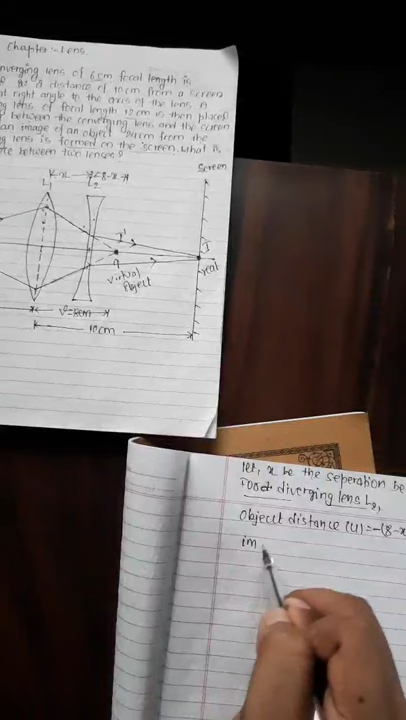 Chapter:- Lens.
nverging lens of 6cm focal length is
at a distance of 10cm from a screen
at right angle to the axis of the lens. A
ng lens of focal length 12cm is then placed
between the converging lens and the screen
an image of an object 24cm from the
ng lens is formed on the screen. What is
te between two lenses?
Screen
L1
L2
8-x
I'
I
real
virtual
object
v=8cm
10cm
let, x be the seperation be
For diverging lens L2,
Object distance (u)=-(8-x
im